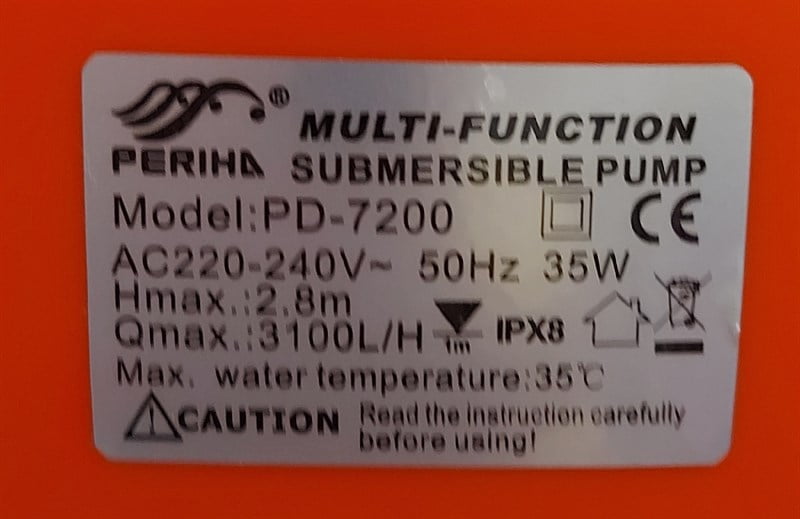 ®
MULTI-FUNCTION
PERIHA SUBMERSIBLE PUMP
Model:PD-7200 CE
AC220-240V~ 50Hz 35W
Hmax.:2.8m
Qmax.:3100L/H 1m IPX8
Max. water temperature:35℃
CAUTION Read the instruction carefully
before using!